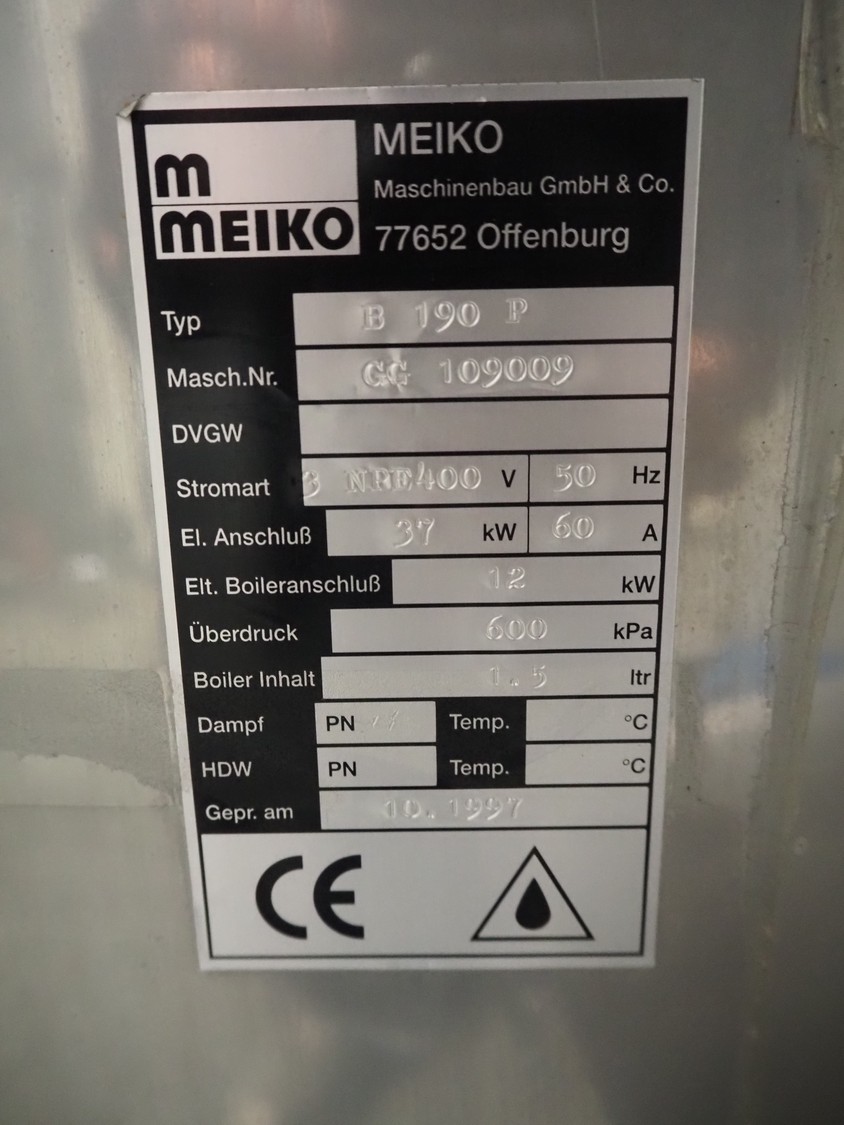 m
MEIKO
MEIKO
Maschinenbau GmbH & Co.
77652 Offenburg
Typ B 190 P
Masch.Nr. GG 109009
DVGW
Stromart 3 NPE400 V 50 Hz
El. Anschluß 37 kW 60 A
Elt. Boileranschluß 12 kW
Überdruck 600 kPa
Boiler Inhalt 1.5 ltr
Dampf PN Temp. °C
HDW PN Temp. °C
Gepr. am 10.1997
CE